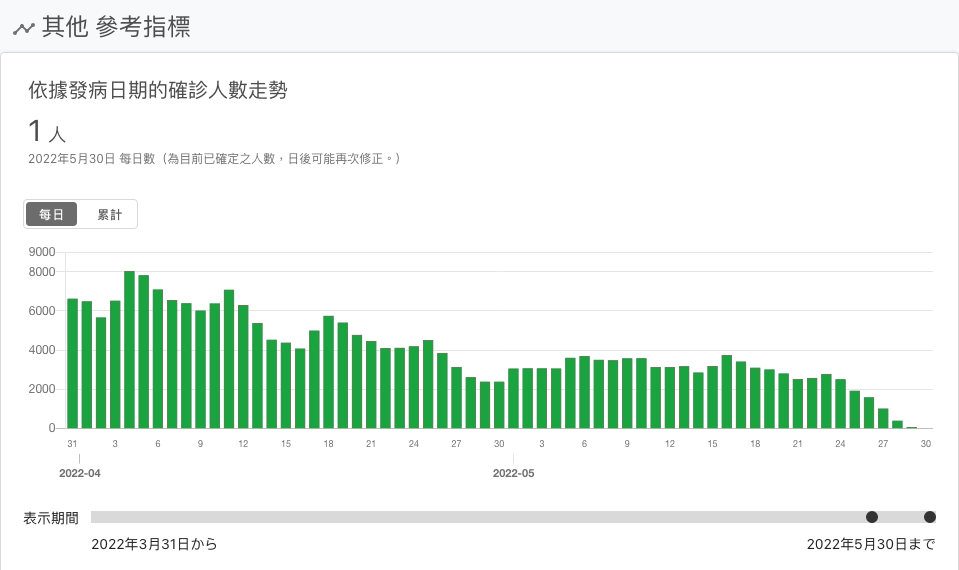 其他 參考指標
依據發病日期的確診人數走勢
1 人
2022年5月30日 每日數（為目前已確定之人數，日後可能再次修正。）
每日 累計
9000
8000
6000
4000
2000
0
31 3 6 9 12 15 18 21 24 27 30 3 6 9 12 15 18 21 24 27 30
2022-04 2022-05
表示期間
2022年3月31日から 2022年5月30日まで